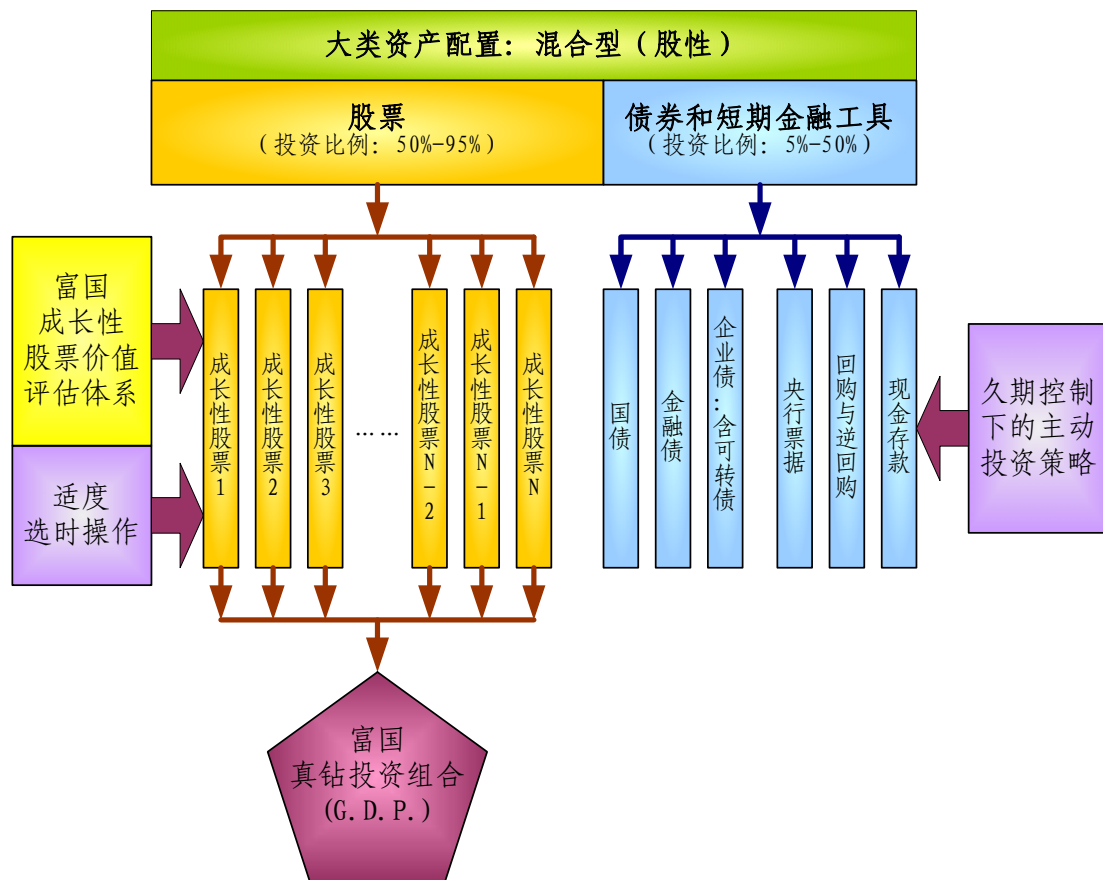 大类资产配置：混合型（股性）
股票
（投资比例：50%-95%）
债券和短期金融工具
（投资比例：5%-50%）
富国
成长性
股票价值
评估体系
适度
选时操作
成长性股票1
成长性股票2
成长性股票3
……
成长性股票N-2
成长性股票N-1
成长性股票N
国债
金融债
企业债：含可转债
央行票据
回购与逆回购
现金存款
久期控制
下的主动
投资策略
富国
真钻投资组合
(G.D.P.)